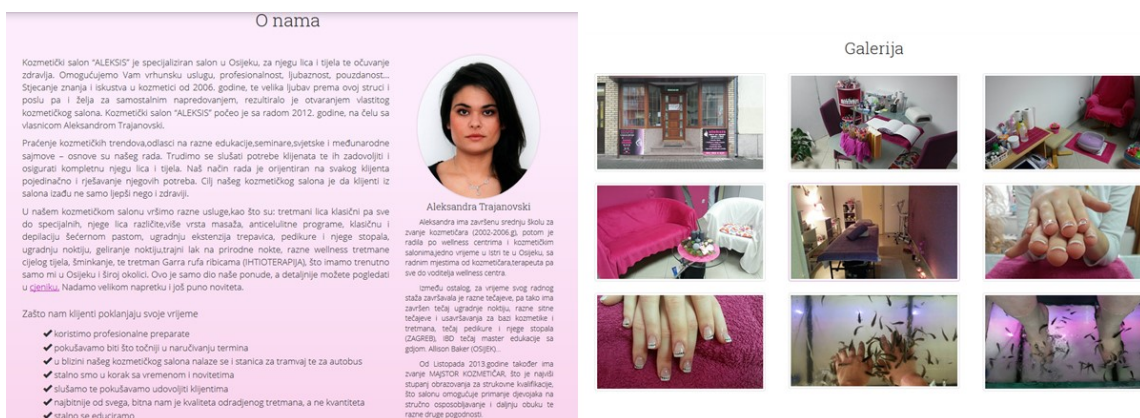 O nama
Kozmetički salon "ALEKSIS" je specijaliziran salon u Osijeku, za njegu lica i tijela te očuvanje
zdravlja. Omogućujemo Vam vrhunsku uslugu, profesionalnost, ljubaznost, pouzdanost...
Stjecanje znanja i iskustva u kozmetici od 2006. godine, te velika ljubav prema ovoj struci i
poslu pa i želja za samostalnim napredovanjem, rezultiralo je otvaranjem vlastitog
kozmetičkog salona. Kozmetički salon "ALEKSIS" počeo je sa radom 2012. godine, na čelu sa
vlasnicom Aleksandrom Trajanovski.
Praćenje kozmetičkih trendova,odlasci na razne edukacije,seminare,svjetske i međunarodne
sajmove – osnove su našeg rada. Trudimo se slušati potrebe klijenata te ih zadovoljiti i
osigurati kompletnu njegu lica i tijela. Naš način rada je orijentiran na svakog klijenta
pojedinačno i rješavanje njegovih potreba. Cilj našeg kozmetičkog salona je da klijenti iz
salona izađu ne samo ljepši nego i zdraviji.
U našem kozmetičkom salonu vršimo razne usluge,kao što su: tretmani lica klasični pa sve
do specijalnih, njege lica različite,više vrsta masaža, anticelulitne programe, klasičnu i
depilaciju šećernom pastom, ugradnju ekstenzija trepavica, pedikure i njege stopala,
ugradnju noktiju, geliranje noktiju,trajni lak na prirodne nokte, razne wellness tretmane
cijelog tijela, šminkanje, te tretman Garra rufa ribicama (IHTIOTERAPIJA), što imamo trenutno
samo mi u Osijeku i široj okolici. Ovo je samo dio naše ponude, a detaljnije možete pogledati
u cjeniku. Nadamo velikom napretku i još puno noviteta.
Zašto nam klijenti poklanjaju svoje vrijeme
koristimo profesionalne preparate
pokušavamo biti što točniji u naručivanju termina
u blizini našeg kozmetičkog salona nalaze se i stanica za tramvaj te za autobus
stalno smo u korak sa vremenom i novitetima
slušamo te pokušavamo udovoljiti klijentima
najbitnije od svega, bitna nam je kvaliteta odradjenog tretmana, a ne kvantiteta
stalno se educiramo
Aleksandra Trajanovski
Aleksandra ima završenu srednju školu za
zvanje kozmetičara (2002-2006.g), potom je
radila po wellness centrima i kozmetičkim
salonima,jedno vrijeme u Istri te u Osijeku, sa
radnim mjestima od kozmetičara,terapeuta pa
sve do voditelja wellness centra.
Između ostalog, za vrijeme svog radnog
staža završavala je razne tečajeve, pa tako ima
završen tečaj ugradnje noktiju, razne sitne
tečajeve i usavršavanja za bazi kozmetike i
tretmana, tečaj pedikure i njege stopala
(ZAGREB), IBD tečaj master edukacije sa
gdjom. Allison Baker (OSIJEK)...
Od Listopada 2013.godine također ima
zvanje MAJSTOR KOZMETIČAR, što je najviši
stupanj obrazovanja za strukovne kvalifikacije,
što salonu omogućuje primanje djevojaka na
stručno osposobljavanje i daljnju obuku te
razne druge pogodnosti.
Galerija